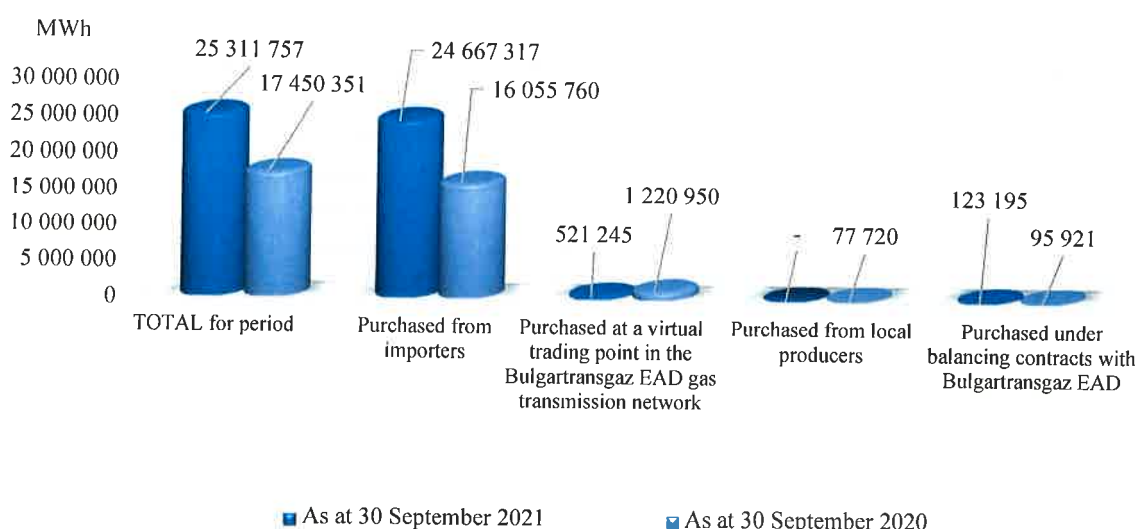 MWh
25 311 757
24 667 317
17 450 351
16 055 760
1 220 950
123 195
521 245
-
77 720
95 921
30 000 000
25 000 000
20 000 000
15 000 000
10 000 000
5 000 000
0
TOTAL for period
Purchased from
importers
Purchased at a virtual
trading point in the
Bulgartransgaz EAD gas
transmission network
Purchased from local
producers
Purchased under
balancing contracts with
Bulgartransgaz EAD
As at 30 September 2021
As at 30 September 2020